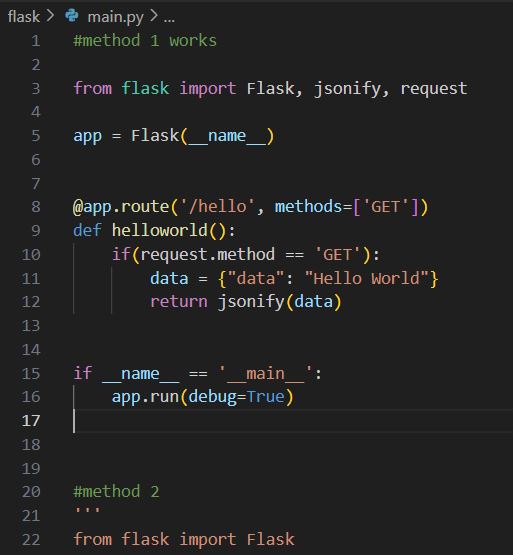 flask > main.py > ...
1 #method 1 works
2
3 from flask import Flask, jsonify, request
4
5 app = Flask(__name__)
6
7
8 @app.route('/hello', methods=['GET'])
9 def helloworld():
10     if(request.method == 'GET'):
11         data = {"data": "Hello World"}
12         return jsonify(data)
13
14
15 if __name__ == '__main__':
16     app.run(debug=True)
17
18
19
20 #method 2
21 '''
22 from flask import Flask